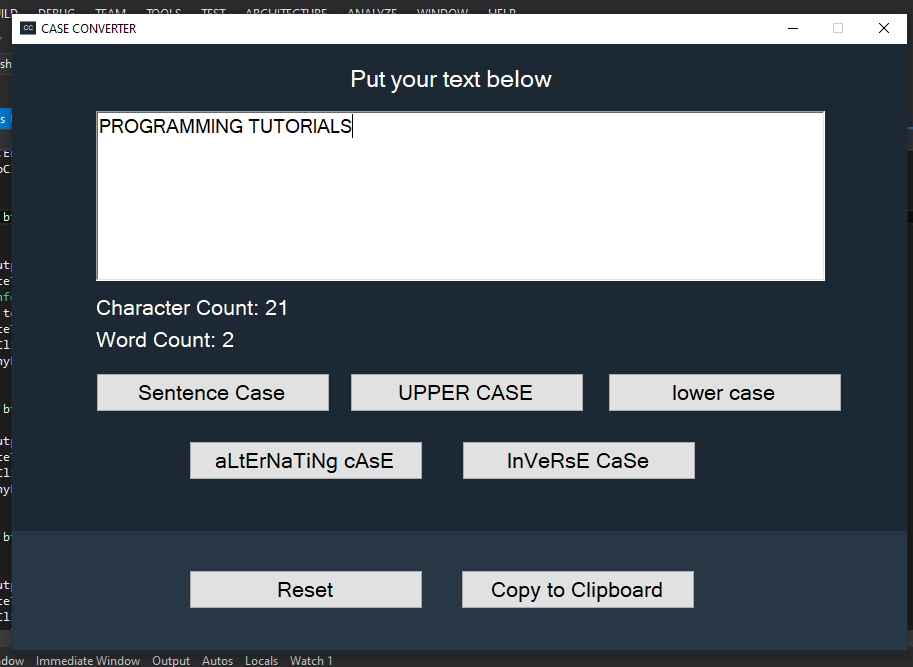 DEBUG TEAM TOOLS TEST ARCHITECTURE ANALYZE WINDOW HELP
CC CASE CONVERTER
Put your text below
PROGRAMMING TUTORIALS
Character Count: 21
Word Count: 2
Sentence Case UPPER CASE lower case
aLtErNaTiNg cAsE InVeRsE CaSe
Reset Copy to Clipboard
Immediate Window Output Autos Locals Watch 1